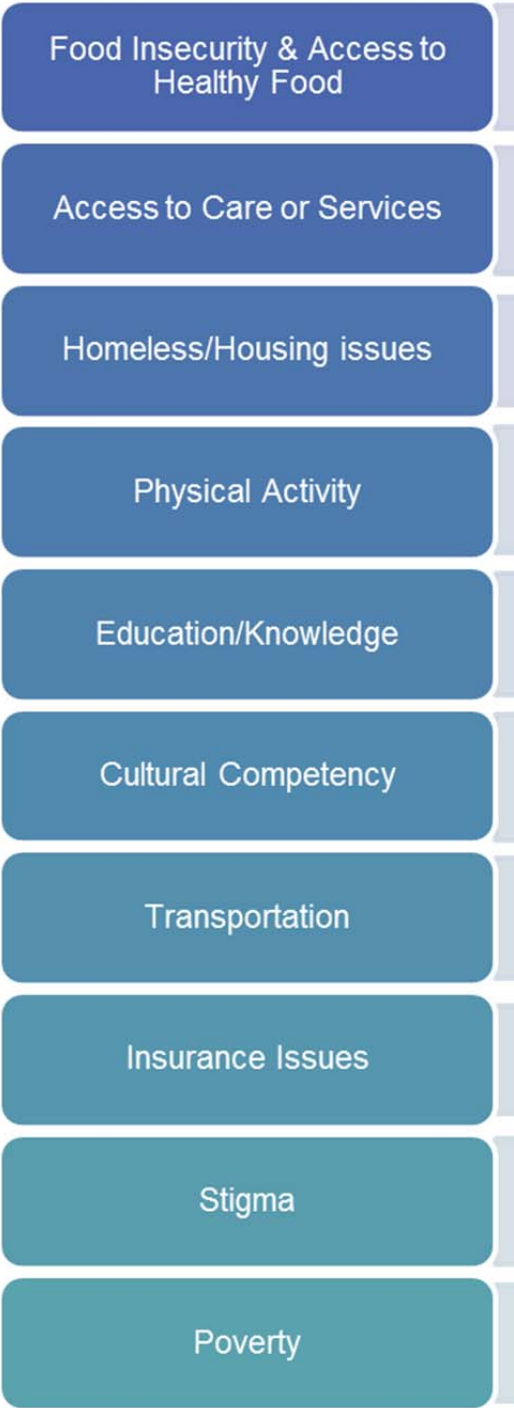 Food Insecurity & Access to
Healthy Food
Access to Care or Services
Homeless/Housing issues
Physical Activity
Education/Knowledge
Cultural Competency
Transportation
Insurance Issues
Stigma
Poverty